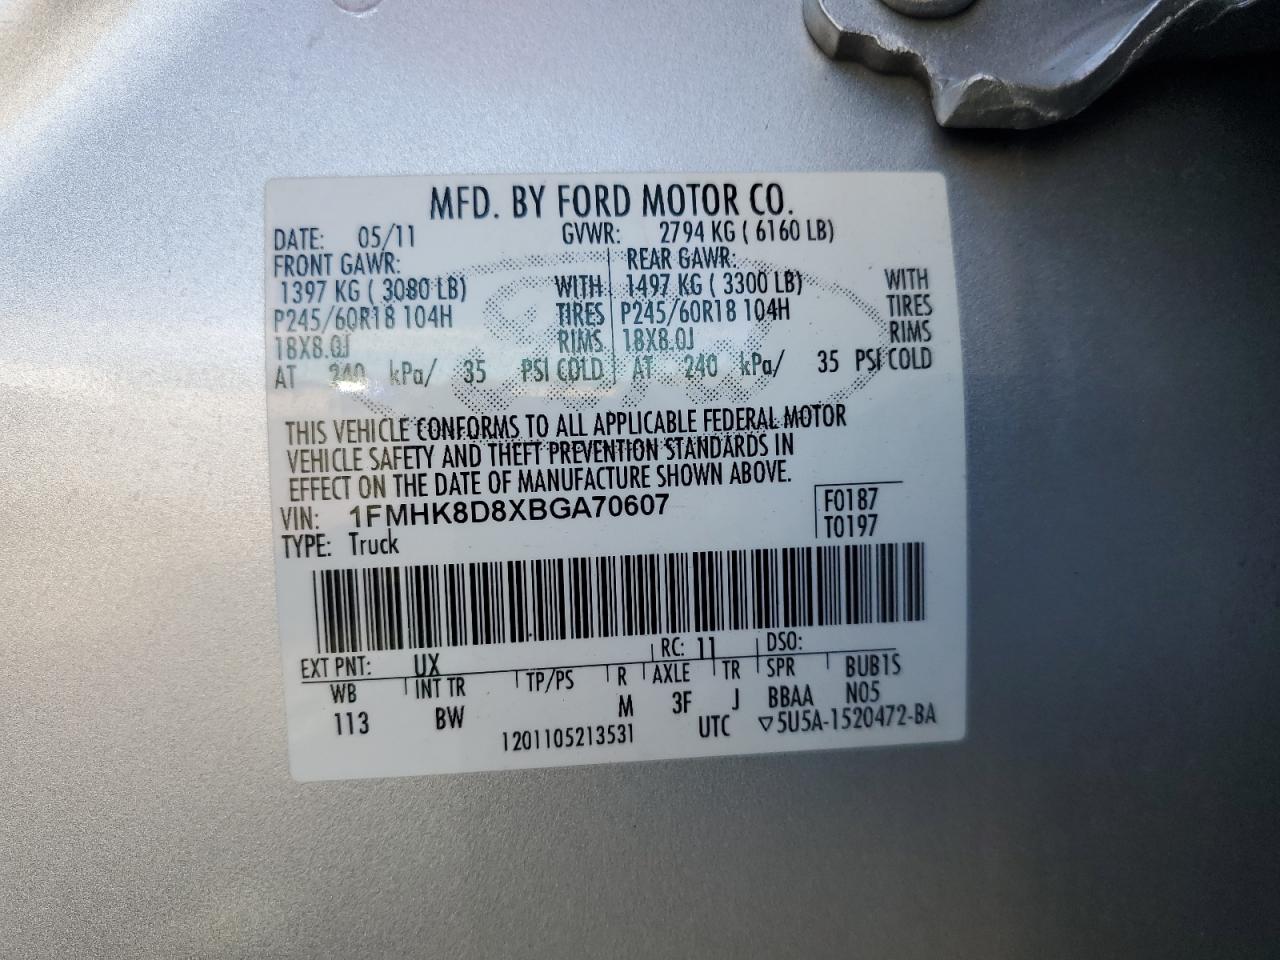 MFD. BY FORD MOTOR CO.
DATE: 05/11 GVWR: 2794 KG ( 6160 LB)
FRONT GAWR: REAR GAWR:
1397 KG ( 3080 LB) WITH 1497 KG ( 3300 LB) WITH
P245/60R18 104H TIRES P245/60R18 104H TIRES
18X8.0J RIMS 18X8.0J RIMS
AT 240 kPa/ 35 PSI COLD AT 240 kPa/ 35 PSI COLD
THIS VEHICLE CONFORMS TO ALL APPLICABLE FEDERAL MOTOR
VEHICLE SAFETY AND THEFT PREVENTION STANDARDS IN
EFFECT ON THE DATE OF MANUFACTURE SHOWN ABOVE.
VIN: 1FMHK8D8XBGA70607 F0187
TYPE: Truck T0197
EXT PNT: UX RC: 11 DSO:
WB INT TR TP/PS R AXLE TR SPR BUB1S
113 BW M 3F J BBAA N05
1201105213531 UTC ▽5U5A-1520472-BA